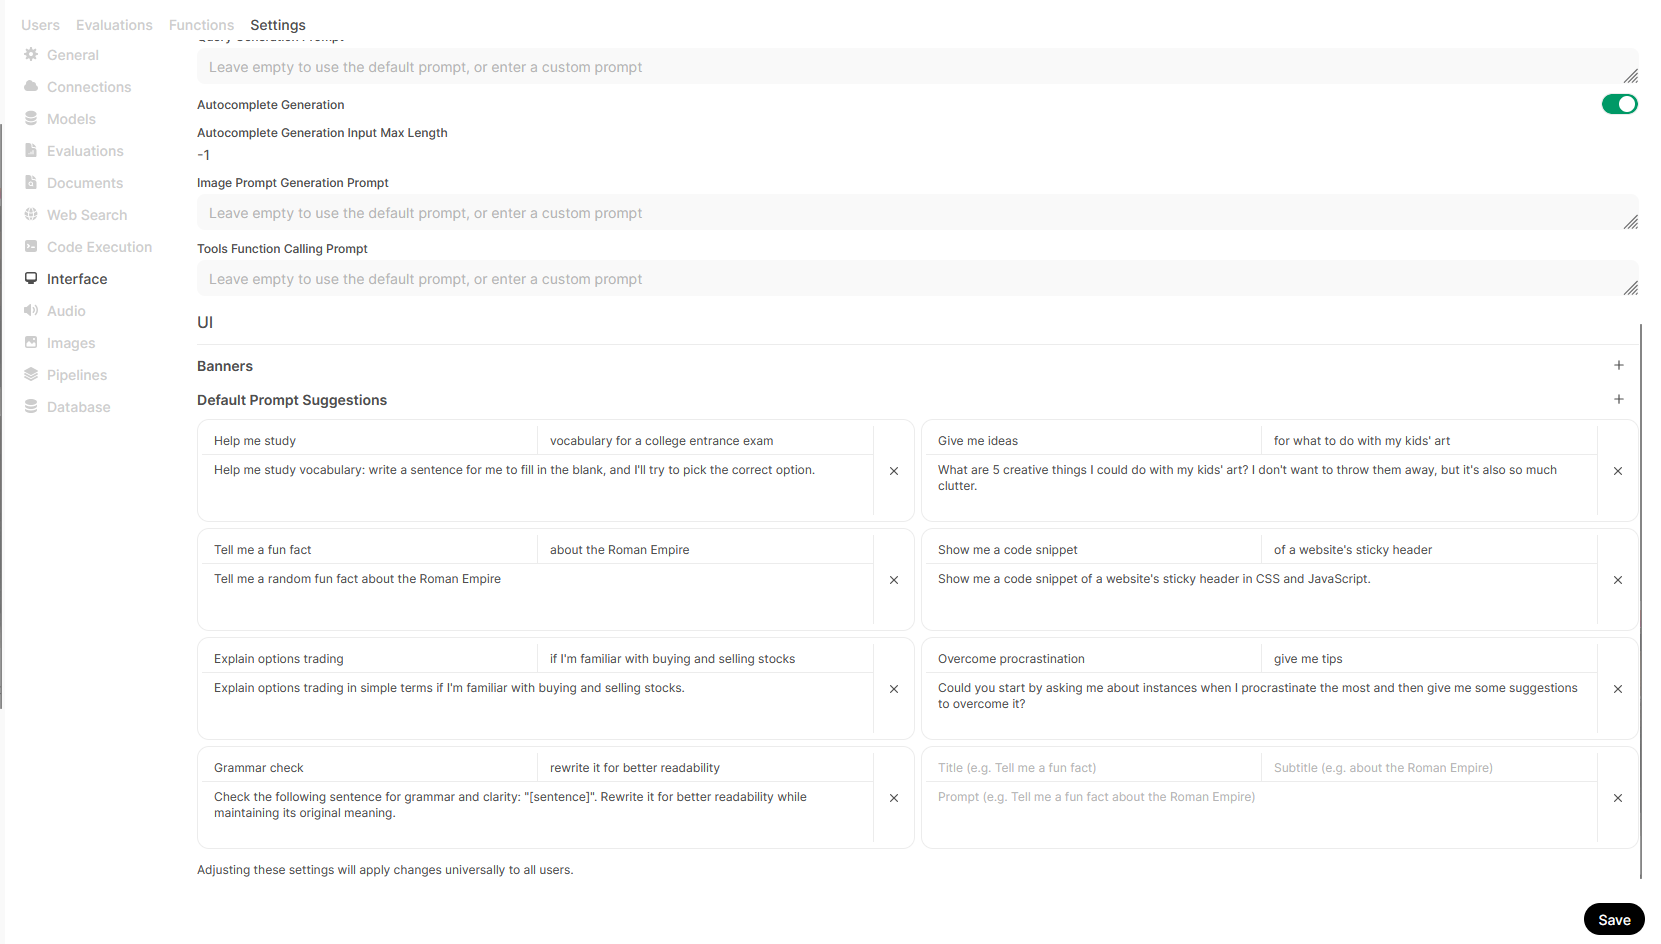 Users Evaluations Functions Settings
General
Connections
Models
Evaluations
Documents
Web Search
Code Execution
Interface
Audio
Images
Pipelines
Database
Query Generation Prompt
Leave empty to use the default prompt, or enter a custom prompt
Autocomplete Generation
Autocomplete Generation Input Max Length
-1
Image Prompt Generation Prompt
Leave empty to use the default prompt, or enter a custom prompt
Tools Function Calling Prompt
Leave empty to use the default prompt, or enter a custom prompt
UI
Banners
Default Prompt Suggestions
Help me study
vocabulary for a college entrance exam
Help me study vocabulary: write a sentence for me to fill in the blank, and I'll try to pick the correct option.
Give me ideas
for what to do with my kids' art
What are 5 creative things I could do with my kids' art? I don't want to throw them away, but it's also so much
clutter.
Tell me a fun fact
about the Roman Empire
Tell me a random fun fact about the Roman Empire
Show me a code snippet
of a website's sticky header
Show me a code snippet of a website's sticky header in CSS and JavaScript.
Explain options trading
if I'm familiar with buying and selling stocks
Explain options trading in simple terms if I'm familiar with buying and selling stocks.
Overcome procrastination
give me tips
Could you start by asking me about instances when I procrastinate the most and then give me some suggestions
to overcome it?
Grammar check
rewrite it for better readability
Check the following sentence for grammar and clarity: "[sentence]". Rewrite it for better readability while
maintaining its original meaning.
Title (e.g. Tell me a fun fact)
Subtitle (e.g. about the Roman Empire)
Prompt (e.g. Tell me a fun fact about the Roman Empire)
Adjusting these settings will apply changes universally to all users.
Save